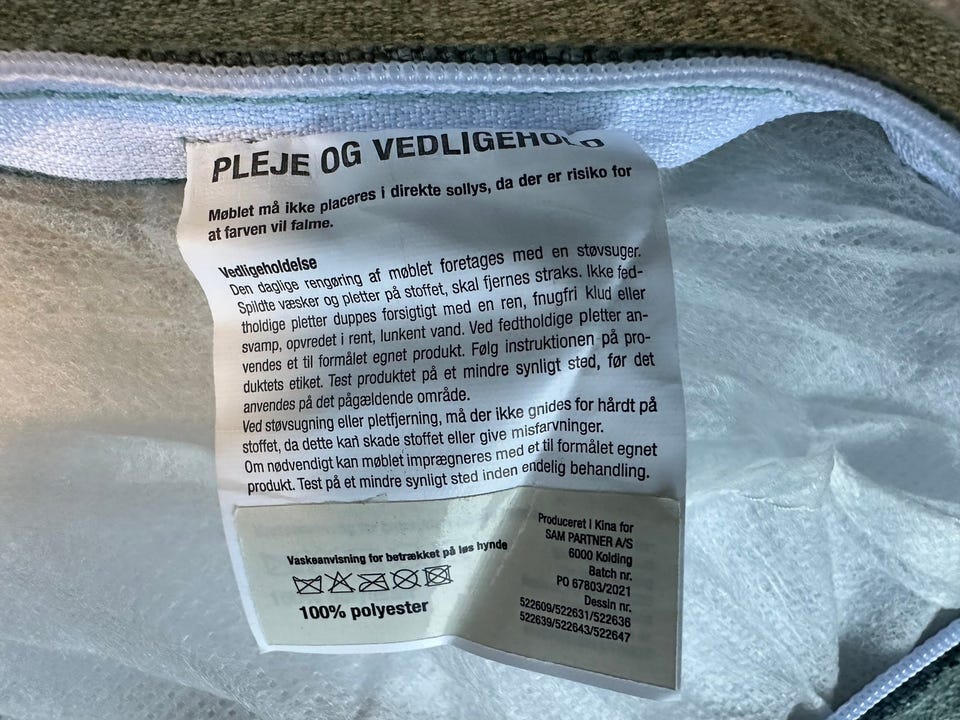 PLEJE OG VEDLIGEHOLD
Møblet må ikke placeres i direkte sollys, da der er risiko for
at farven vil falme.
Vedligeholdelse
Den daglige rengøring af møblet foretages med en støvsuger.
Spildte væsker og pletter på stoffet, skal fjernes straks. Ikke fed-
tholdige pletter duppes forsigtigt med en ren, fnugfri klud eller
svamp, opvredet i rent, lunkent vand. Ved fedtholdige pletter an-
vendes et til formålet egnet produkt. Følg instruktionen på pro-
duktets etiket. Test produktet på et mindre synligt sted, før det
anvendes på det pågældende område.
Ved støvsugning eller pletfjerning, må der ikke gnides for hårdt på
stoffet, da dette kan skade stoffet eller give misfarvninger.
Om nødvendigt kan møblet imprægneres med et til formålet egnet
produkt. Test på et mindre synligt sted inden endelig behandling.
Vaskeanvisning for betrækket på løs hynde
100% polyester
Produceret I Kina for
SAM PARTNER A/S
6000 Kolding
Batch nr.
PO 67803/2021
Dessin nr.
522609/522631/522636
522639/522643/522647